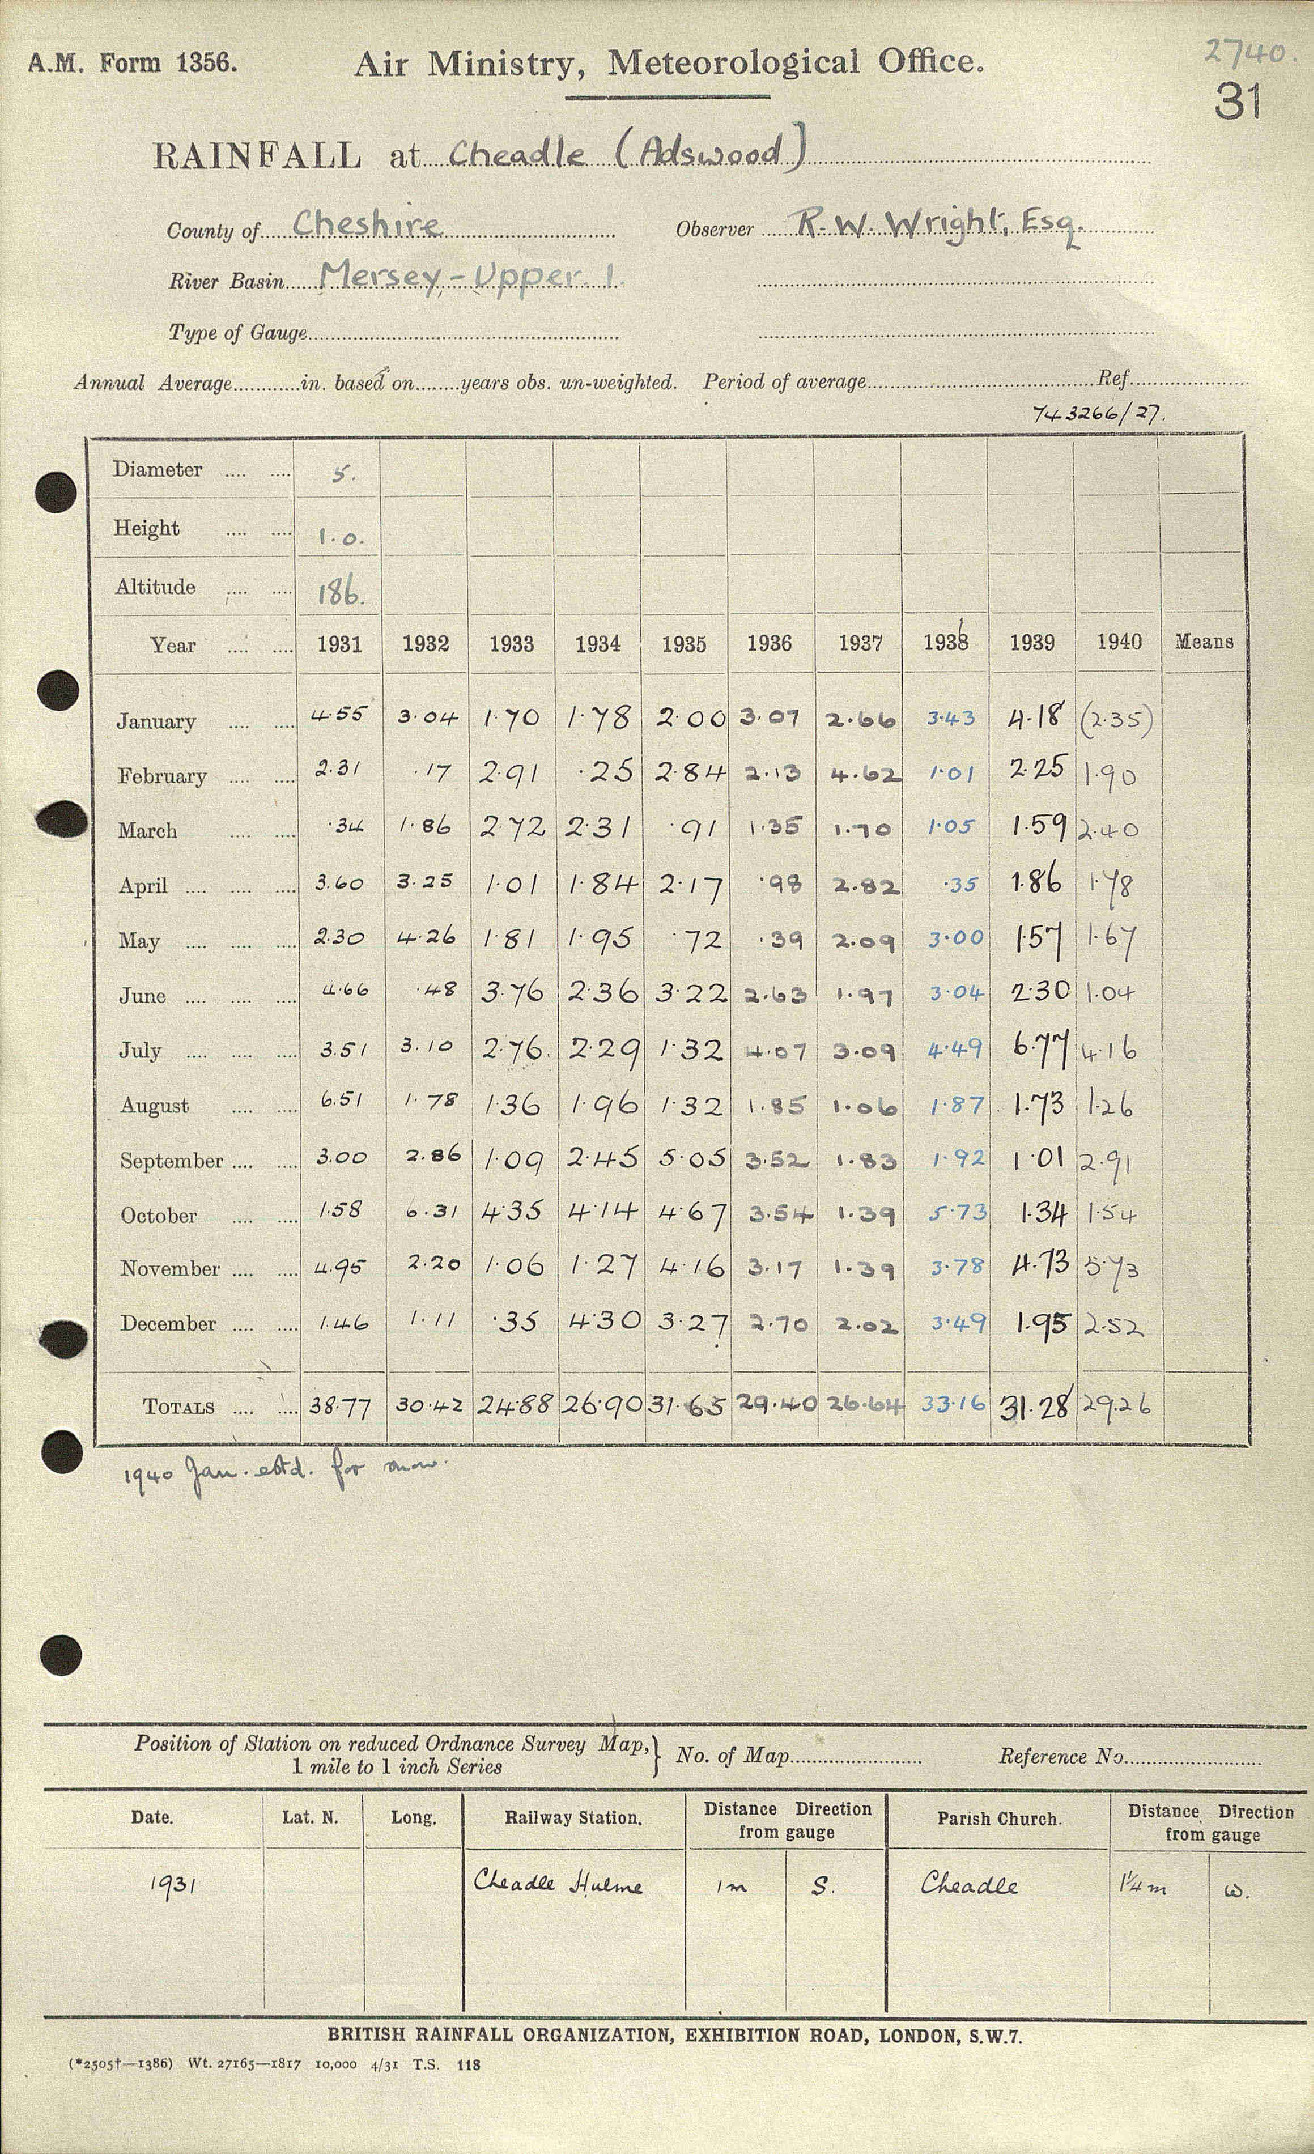 A.M. Form 1356. Air Ministry, Meteorological Office. 2740.
31
RAINFALL at Cheadle (Adswood)
County of Cheshire Observer R. W. Wright, Esq.
River Basin Mersey - Upper. 1.
Type of Gauge
Annual Average in. based on years obs. un-weighted. Period of average Ref.
743266/27.
Diameter .... .... 5.
Height .... .... 1.0.
Altitude .... .... 186.
Year .... .... 1931 1932 1933 1934 1935 1936 1937 1938 1939 1940 Means
January .... .... 4.55 3.04 1.70 1.78 2.00 3.07 2.66 3.43 4.18 (2.35)
February .... .... 2.31 .17 2.91 .25 2.84 2.13 4.62 1.01 2.25 1.90
March .... .... .34 1.86 2.72 2.31 .91 1.35 1.70 1.05 1.59 2.40
April .... .... .... 3.60 3.25 1.01 1.84 2.17 .98 2.82 .35 1.86 1.78
May .... .... .... 2.30 4.26 1.81 1.95 .72 .39 2.09 3.00 1.57 1.67
June .... .... .... 4.66 .48 3.76 2.36 3.22 2.63 1.97 3.04 2.30 1.04
July .... .... .... 3.51 3.10 2.76. 2.29 1.32 4.07 3.09 4.49 6.77 4.16
August .... .... 6.51 1.78 1.36 1.96 1.32 1.85 1.06 1.87 1.73 1.26
September .... .... 3.00 2.86 1.09 2.45 5.05 3.52 1.83 1.92 1.01 2.91
October .... .... 1.58 6.31 4.35 4.14 4.67 3.54 1.39 5.73 1.34 1.54
November .... .... 4.95 2.20 1.06 1.27 4.16 3.17 1.39 3.78 4.73 5.73
December .... .... 1.46 1.11 .35 4.30 3.27 2.70 2.02 3.49 1.95 2.52
TOTALS .... .... 38.77 30.42 24.88 26.90 31.65 29.40 26.64 33.16 31.28 29.26
1940 Jan. estd. for
Position of Station on reduced Ordnance Survey Map, } No. of Map Reference No.
1 mile to 1 inch Series
Date. Lat. N. Long. Railway Station. Distance Direction from gauge Parish Church. Distance Direction from gauge
1931 Cheadle Hulme 1m S. Cheadle 1¼m W.
BRITISH RAINFALL ORGANIZATION, EXHIBITION ROAD, LONDON, S.W.7.
(*2505†—1386) Wt. 27165—1817 10,000 4/31 T.S. 118